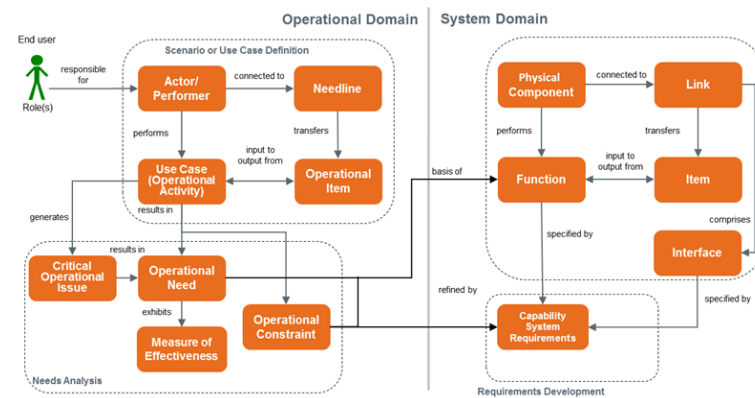 Operational Domain
System Domain
End user
Role(s)
responsible
for
Scenario or Use Case Definition
Actor/
Performer
connected to
Needline
performs
transfers
Use Case
(Operational
Activity)
input to
output from
Operational
Item
generates
results in
results in
Critical
Operational
Issue
Operational
Need
exhibits
Measure of
Effectiveness
Operational
Constraint
Needs Analysis
basis of
refined by
Physical
Component
connected to
Link
performs
transfers
Function
input to
output from
Item
comprises
specified by
Interface
specified by
Capability
System
Requirements
Requirements Development